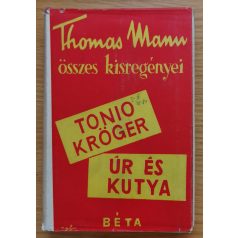 Thomas Mann
összes kisregényei
TONIO
KRÖGER
ÚR ÉS
KUTYA
BÉTA